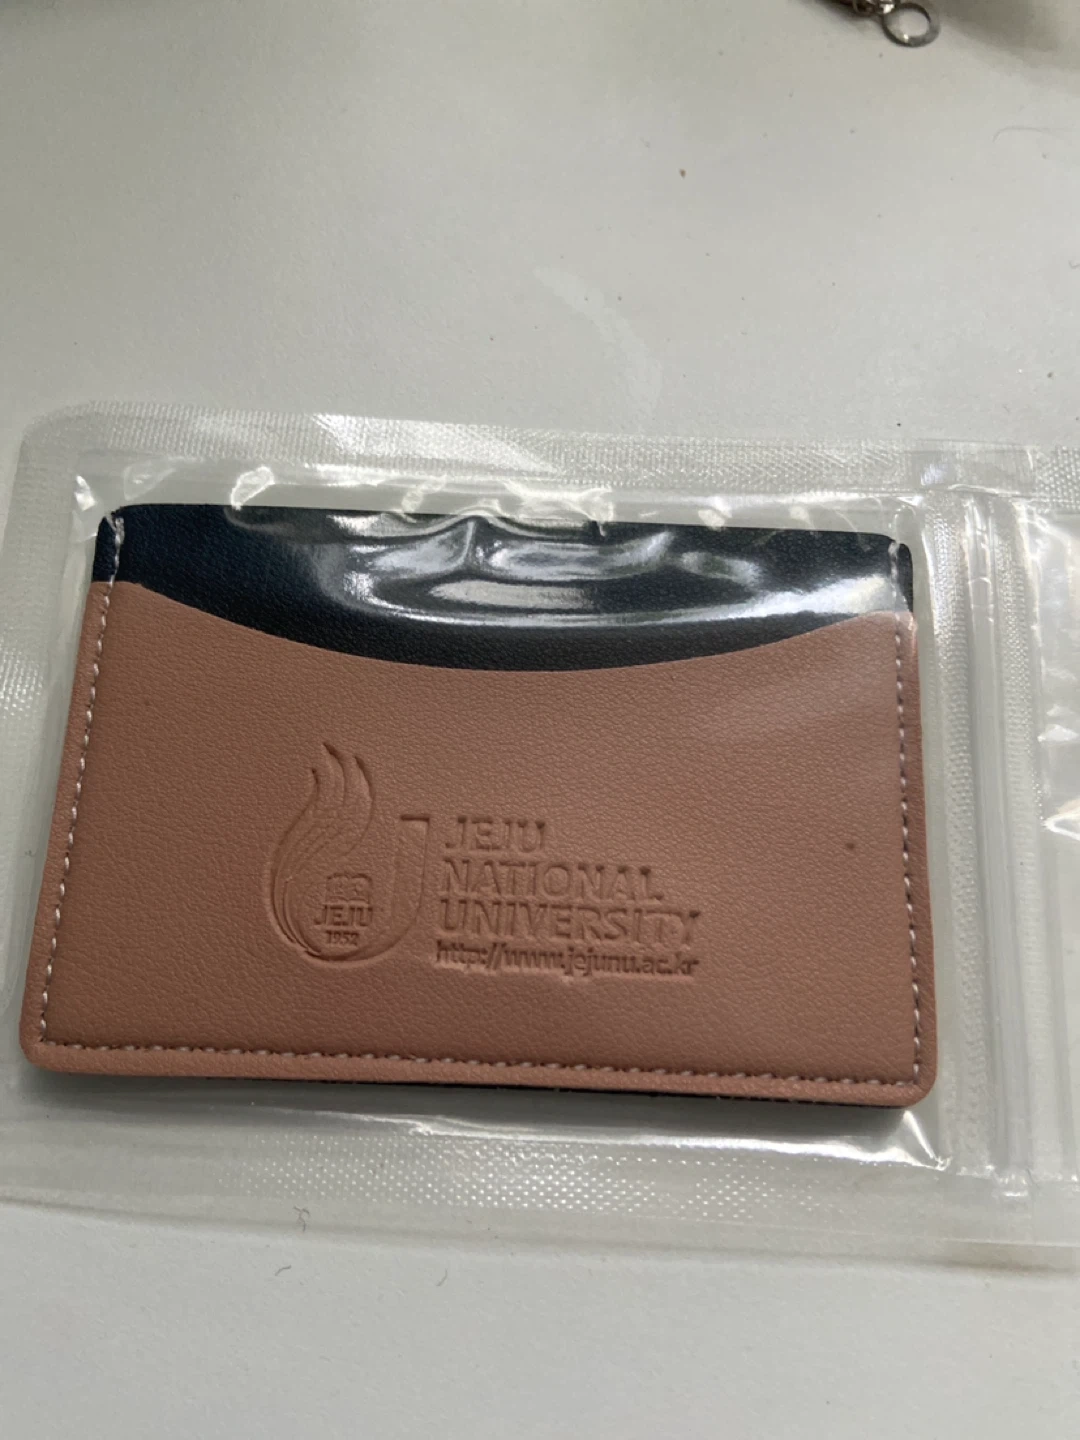 JEJU
1952
JEJU
NATIONAL
UNIVERSITY
http://www.jejunu.ac.kr